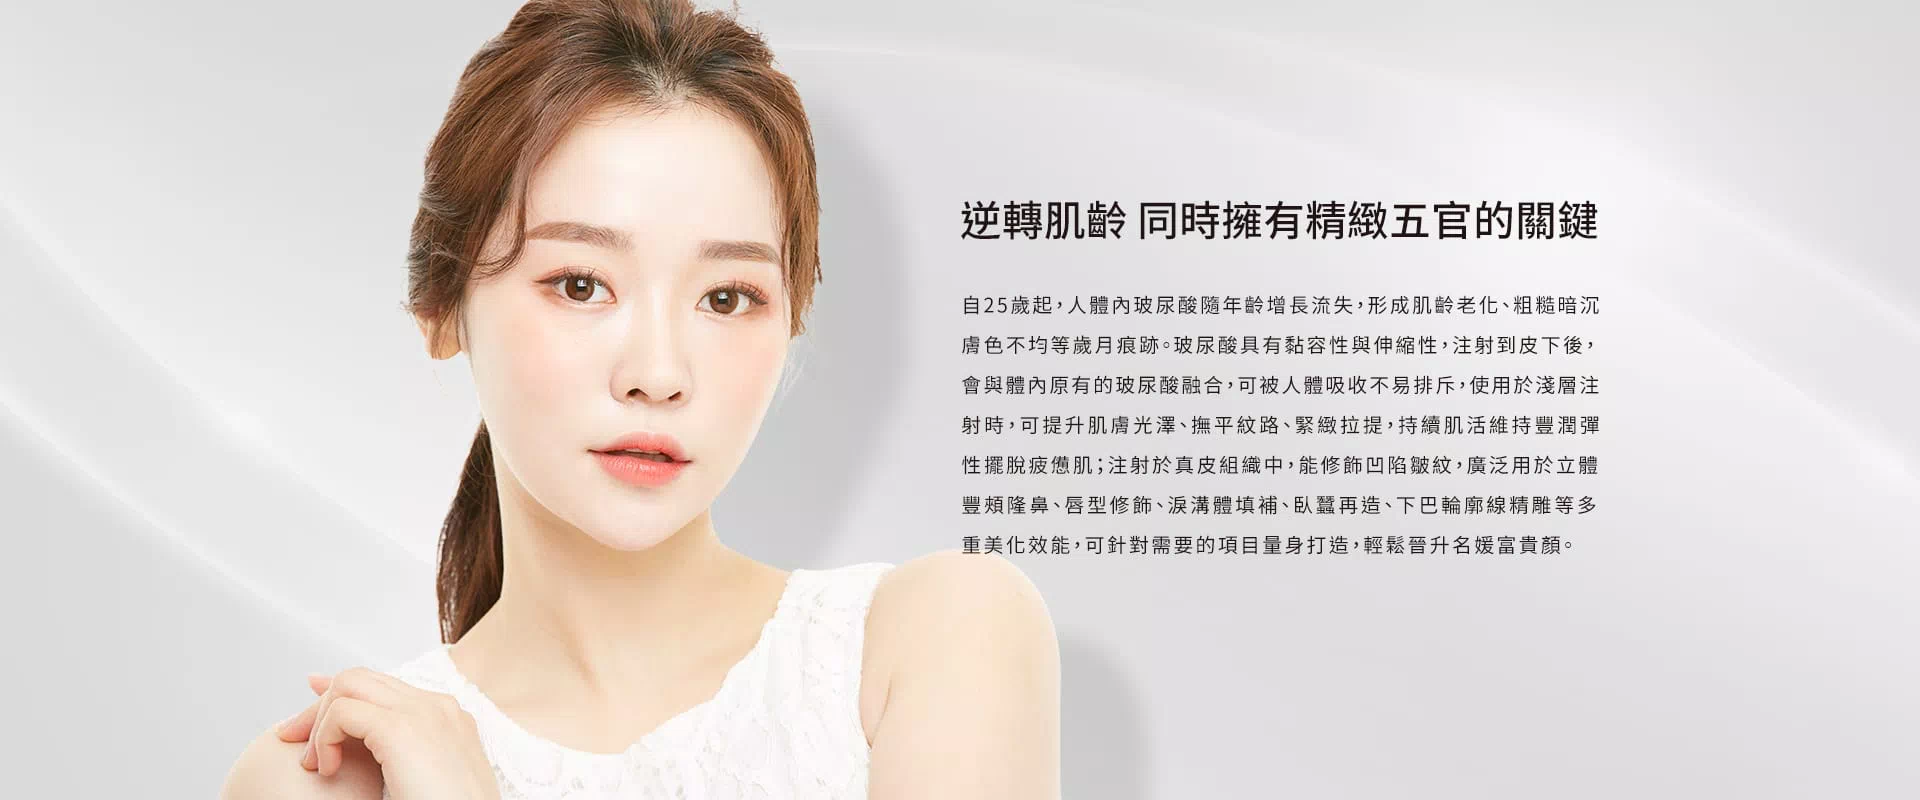 逆轉肌齡 同時擁有精緻五官的關鍵
自25歲起，人體內玻尿酸隨年齡增長流失，形成肌齡老化、粗糙暗沉
膚色不均等歲月痕跡。玻尿酸具有黏容性與伸縮性，注射到皮下後，
會與體內原有的玻尿酸融合，可被人體吸收不易排斥，使用於淺層注
射時，可提升肌膚光澤、撫平紋路、緊緻拉提，持續肌活維持豐潤彈
性擺脫疲憊肌；注射於真皮組織中，能修飾凹陷皺紋，廣泛用於立體
豐頰隆鼻、唇型修飾、淚溝體填補、臥蠶再造、下巴輪廓線精雕等多
重美化效能，可針對需要的項目量身打造，輕鬆晉升名媛富貴顏。